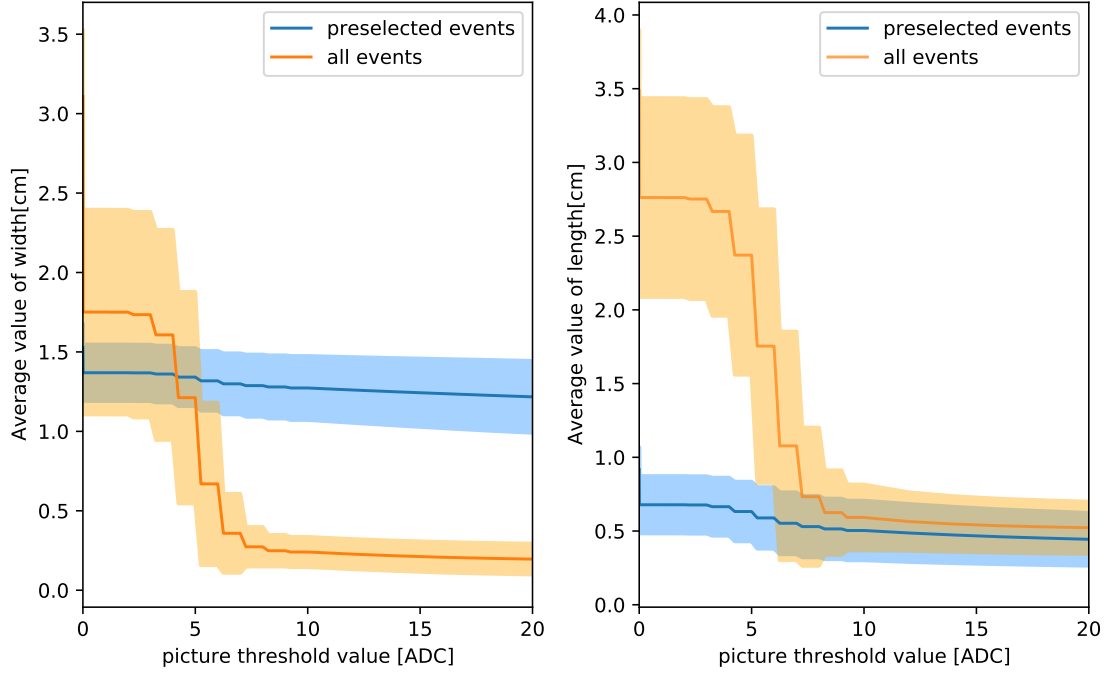 preselected events
all events
3.5
3.0
2.5
2.0
1.5
1.0
0.5
0.0
Average value of width[cm]
0 5 10 15 20
picture threshold value [ADC]
preselected events
all events
4.0
3.5
3.0
2.5
2.0
1.5
1.0
0.5
0.0
Average value of length[cm]
0 5 10 15 20
picture threshold value [ADC]